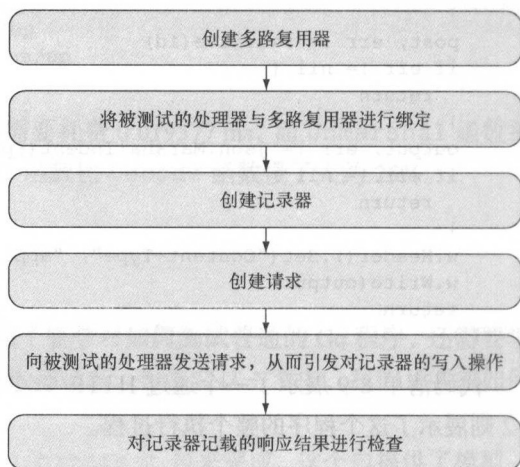 创建多路复用器
将被测试的处理器与多路复用器进行绑定
创建记录器
创建请求
向被测试的处理器发送请求，从而引发对记录器的写入操作
对记录器记载的响应结果进行检查